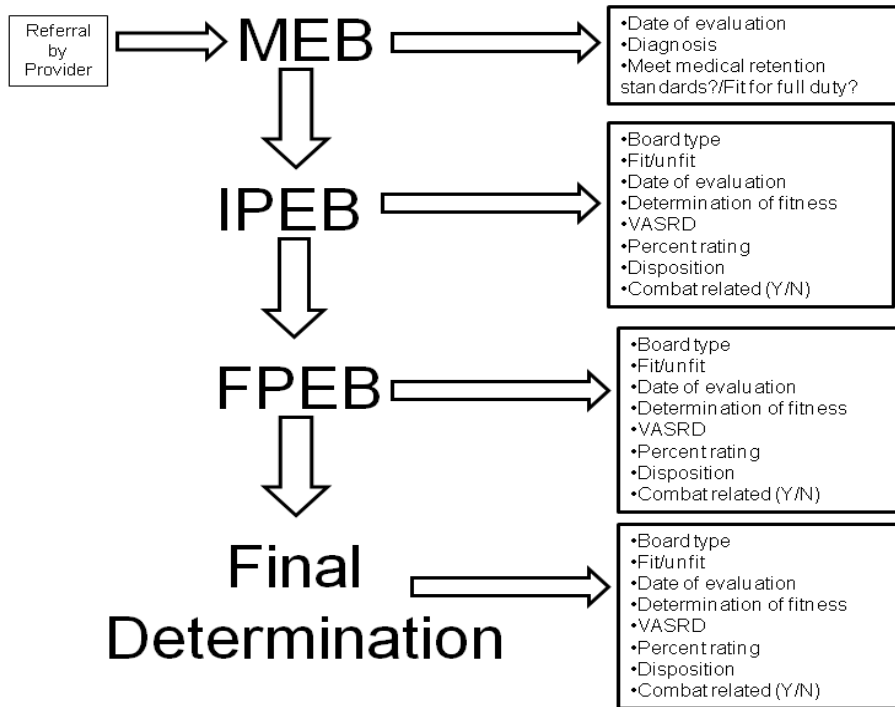 Referral
by
Provider
MEB
•Date of evaluation
•Diagnosis
•Meet medical retention
standards?/Fit for full duty?
IPEB
•Board type
•Fit/unfit
•Date of evaluation
•Determination of fitness
•VASRD
•Percent rating
•Disposition
•Combat related (Y/N)
FPEB
•Board type
•Fit/unfit
•Date of evaluation
•Determination of fitness
•VASRD
•Percent rating
•Disposition
•Combat related (Y/N)
Final
Determination
•Board type
•Fit/unfit
•Date of evaluation
•Determination of fitness
•VASRD
•Percent rating
•Disposition
•Combat related (Y/N)